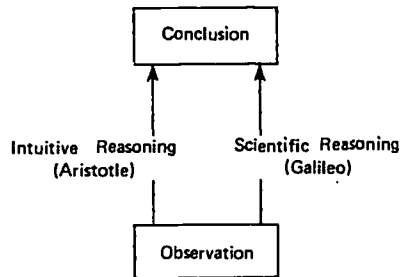 Conclusion
Intuitive Reasoning
(Aristotle)
Scientific Reasoning
(Galileo)
Observation